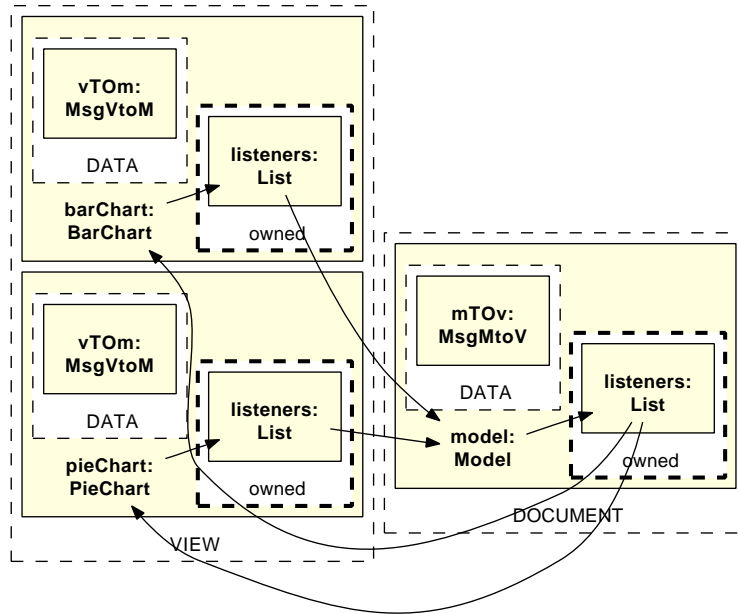 vTOm:
MsgVtoM
DATA
listeners:
List
owned
barChart:
BarChart
vTOm:
MsgVtoM
DATA
listeners:
List
owned
pieChart:
PieChart
VIEW
mTOv:
MsgMtoV
DATA
listeners:
List
owned
model:
Model
DOCUMENT